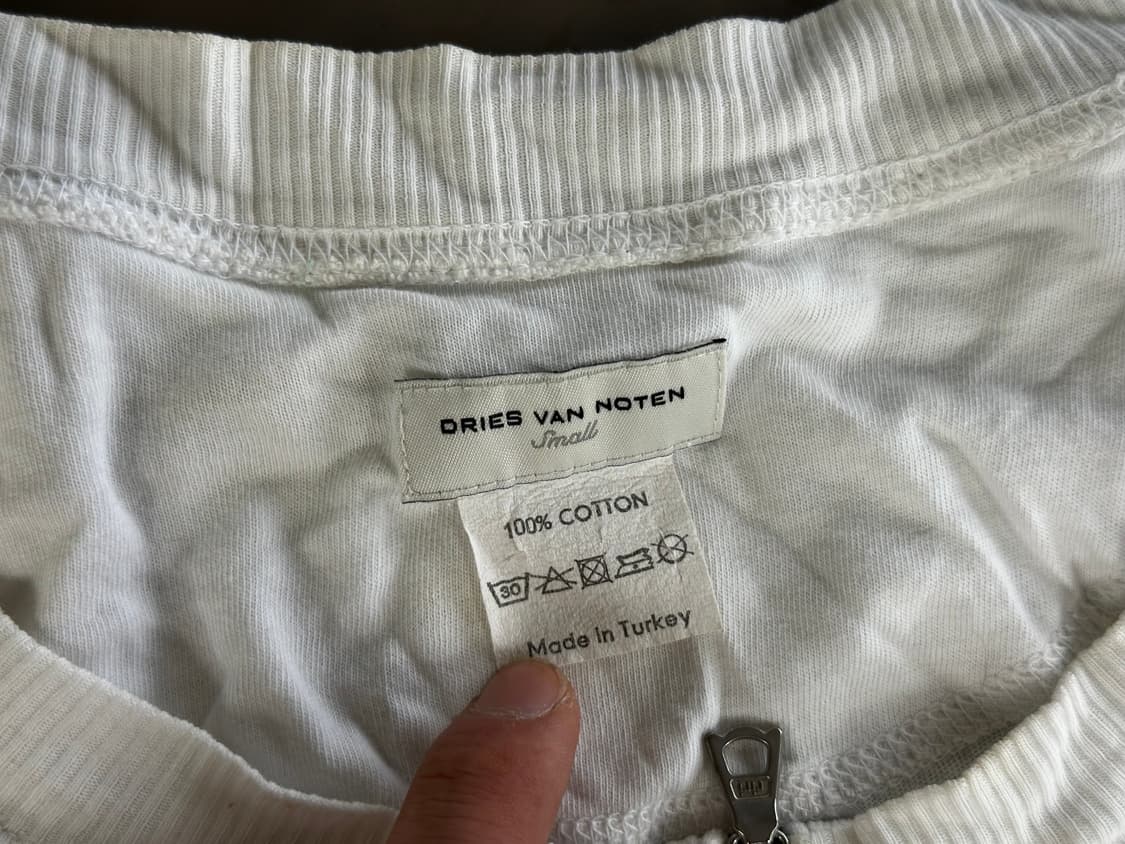 DRIES VAN NOTEN
Small
100% COTTON
30
Made in Turkey